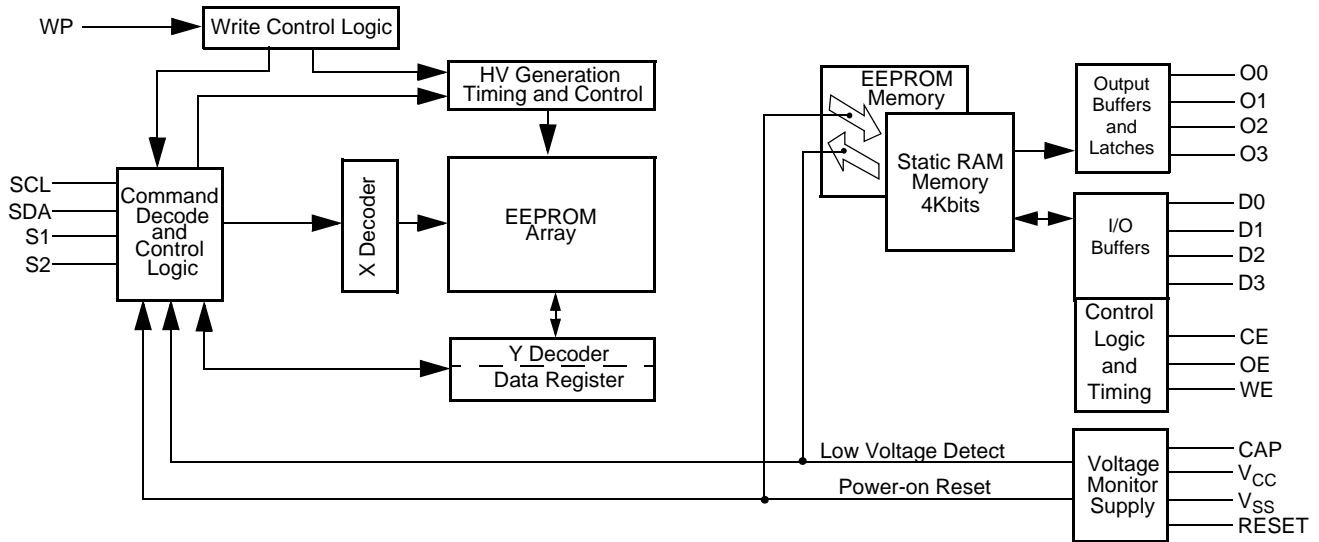 WP
Write Control Logic
HV Generation
Timing and Control
SCL
SDA
S1
S2
Command
Decode
and
Control
Logic
X Decoder
EEPROM
Array
Y Decoder
Data Register
EEPROM
Memory
Static RAM
Memory
4Kbits
Output
Buffers
and
Latches
O0
O1
O2
O3
I/O
Buffers
D0
D1
D2
D3
Control
Logic
and
Timing
CE
OE
WE
Low Voltage Detect
Power-on Reset
Voltage
Monitor
Supply
CAP
VCC
VSS
RESET